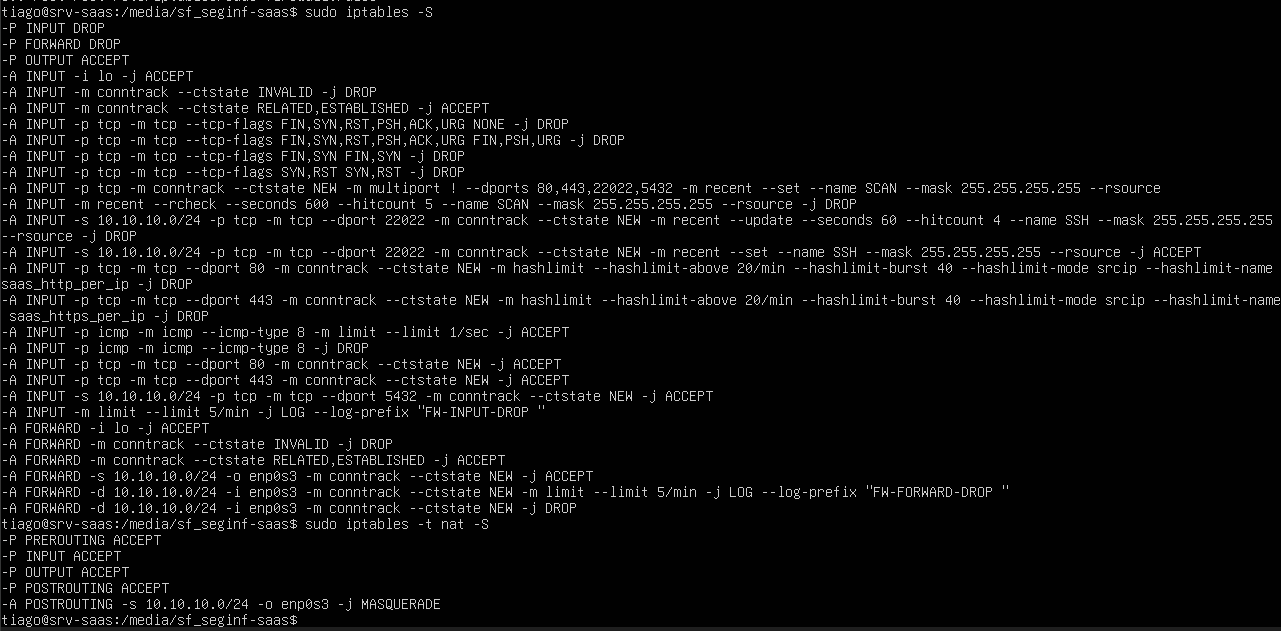 tiago@srv-saas:/media/sf_seginf-saas$ sudo iptables -S
-P INPUT DROP
-P FORWARD DROP
-P OUTPUT ACCEPT
-A INPUT -i lo -j ACCEPT
-A INPUT -m conntrack --ctstate INVALID -j DROP
-A INPUT -m conntrack --ctstate RELATED,ESTABLISHED -j ACCEPT
-A INPUT -p tcp -m tcp --tcp-flags FIN,SYN,RST,PSH,ACK,URG NONE -j DROP
-A INPUT -p tcp -m tcp --tcp-flags FIN,SYN,RST,PSH,ACK,URG FIN,PSH,URG -j DROP
-A INPUT -p tcp -m tcp --tcp-flags FIN,SYN FIN,SYN -j DROP
-A INPUT -p tcp -m tcp --tcp-flags SYN,RST SYN,RST -j DROP
-A INPUT -p tcp -m conntrack --ctstate NEW -m multiport ! --dports 80,443,22022,5432 -m recent --set --name SCAN --mask 255.255.255.255 --rsource
-A INPUT -m recent --rcheck --seconds 600 --hitcount 5 --name SCAN --mask 255.255.255.255 --rsource -j DROP
-A INPUT -s 10.10.10.0/24 -p tcp -m tcp --dport 22022 -m conntrack --ctstate NEW -m recent --update --seconds 60 --hitcount 4 --name SSH --mask 255.255.255.255
--rsource -j DROP
-A INPUT -s 10.10.10.0/24 -p tcp -m tcp --dport 22022 -m conntrack --ctstate NEW -m recent --set --name SSH --mask 255.255.255.255 --rsource -j ACCEPT
-A INPUT -p tcp -m tcp --dport 80 -m conntrack --ctstate NEW -m hashlimit --hashlimit-above 20/min --hashlimit-burst 40 --hashlimit-mode srcip --hashlimit-name
saas_http_per_ip -j DROP
-A INPUT -p tcp -m tcp --dport 443 -m conntrack --ctstate NEW -m hashlimit --hashlimit-above 20/min --hashlimit-burst 40 --hashlimit-mode srcip --hashlimit-name
saas_https_per_ip -j DROP
-A INPUT -p icmp -m icmp --icmp-type 8 -m limit --limit 1/sec -j ACCEPT
-A INPUT -p icmp -m icmp --icmp-type 8 -j DROP
-A INPUT -p tcp -m tcp --dport 80 -m conntrack --ctstate NEW -j ACCEPT
-A INPUT -p tcp -m tcp --dport 443 -m conntrack --ctstate NEW -j ACCEPT
-A INPUT -s 10.10.10.0/24 -p tcp -m tcp --dport 5432 -m conntrack --ctstate NEW -j ACCEPT
-A INPUT -m limit --limit 5/min -j LOG --log-prefix "FW-INPUT-DROP "
-A FORWARD -i lo -j ACCEPT
-A FORWARD -m conntrack --ctstate INVALID -j DROP
-A FORWARD -m conntrack --ctstate RELATED,ESTABLISHED -j ACCEPT
-A FORWARD -s 10.10.10.0/24 -o enp0s3 -m conntrack --ctstate NEW -j ACCEPT
-A FORWARD -d 10.10.10.0/24 -i enp0s3 -m conntrack --ctstate NEW -m limit --limit 5/min -j LOG --log-prefix "FW-FORWARD-DROP "
-A FORWARD -d 10.10.10.0/24 -i enp0s3 -m conntrack --ctstate NEW -j DROP
tiago@srv-saas:/media/sf_seginf-saas$ sudo iptables -t nat -S
-P PREROUTING ACCEPT
-P INPUT ACCEPT
-P OUTPUT ACCEPT
-P POSTROUTING ACCEPT
-A POSTROUTING -s 10.10.10.0/24 -o enp0s3 -j MASQUERADE
tiago@srv-saas:/media/sf_seginf-saas$